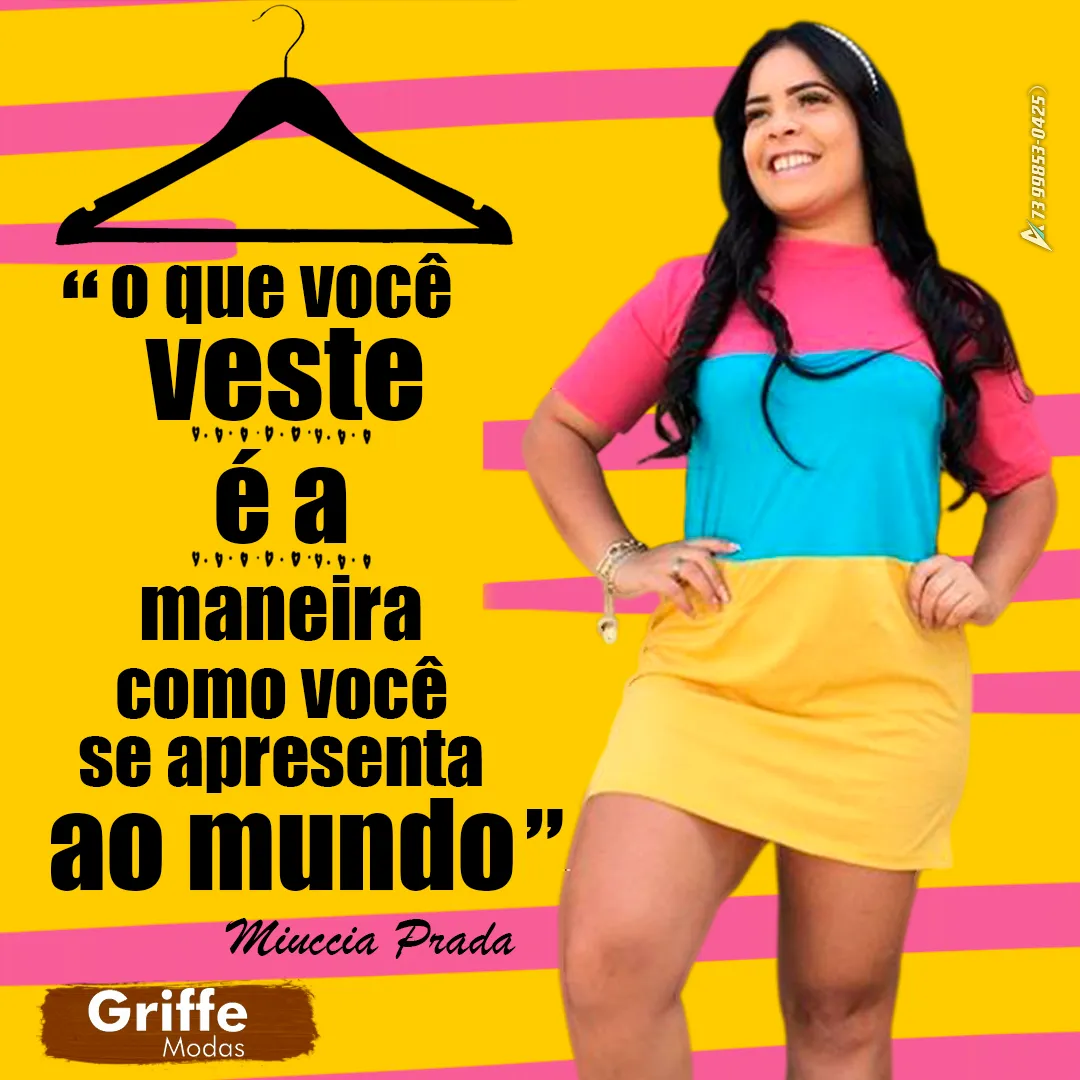 “o que você
veste
é a
maneira
como você
se apresenta
ao mundo”
Miuccia Prada
Griffe
Modas
73 99853-0425